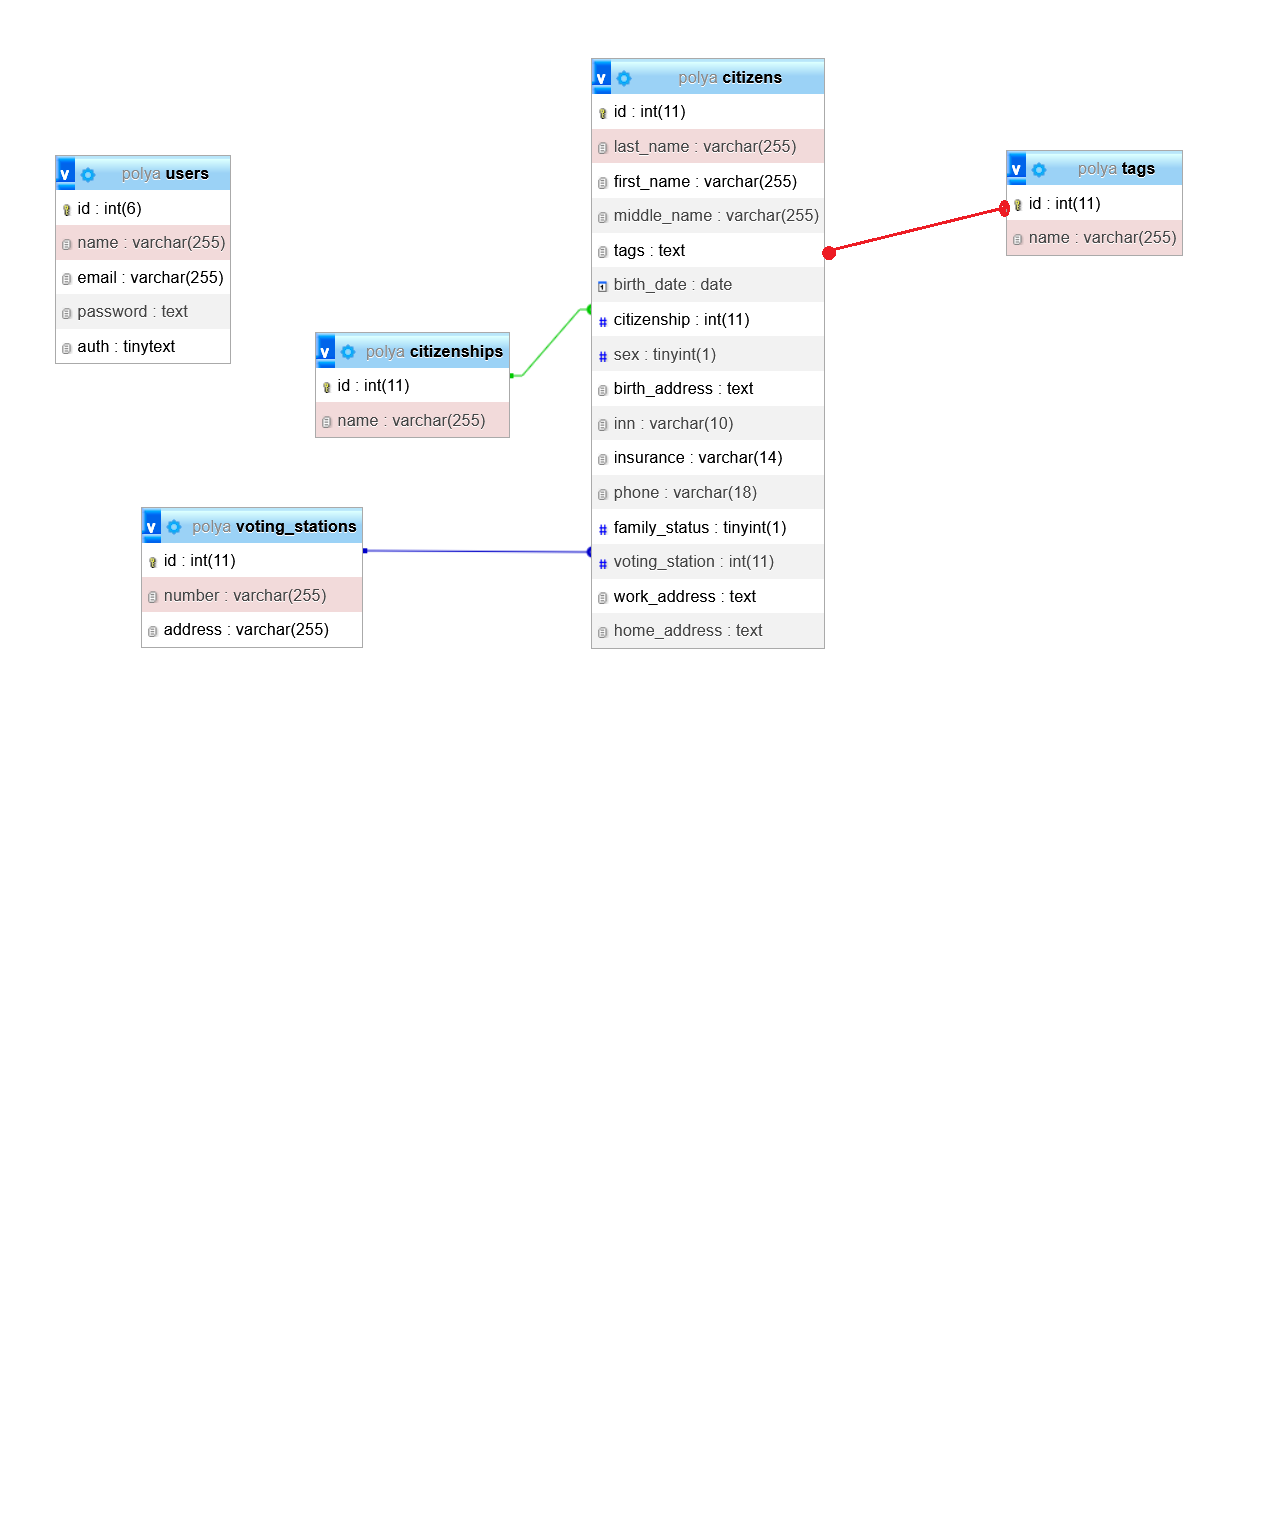 polya users
id : int(6)
name : varchar(255)
email : varchar(255)
password : text
auth : tinytext
polya citizenships
id : int(11)
name : varchar(255)
polya voting_stations
id : int(11)
number : varchar(255)
address : varchar(255)
polya citizens
id : int(11)
last_name : varchar(255)
first_name : varchar(255)
middle_name : varchar(255)
tags : text
birth_date : date
citizenship : int(11)
sex : tinyint(1)
birth_address : text
inn : varchar(10)
insurance : varchar(14)
phone : varchar(18)
family_status : tinyint(1)
voting_station : int(11)
work_address : text
home_address : text
polya tags
id : int(11)
name : varchar(255)